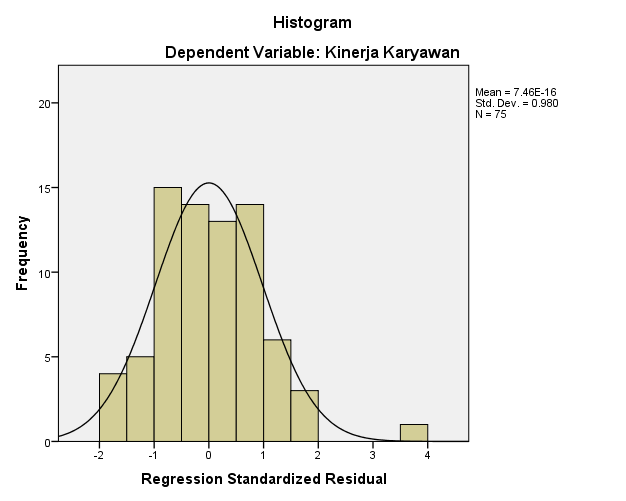 Histogram
Dependent Variable: Kinerja Karyawan
Mean = 7.46E-16
Std. Dev. = 0.980
N = 75
Frequency
20
15
10
5
0
-2 -1 0 1 2 3 4
Regression Standardized Residual